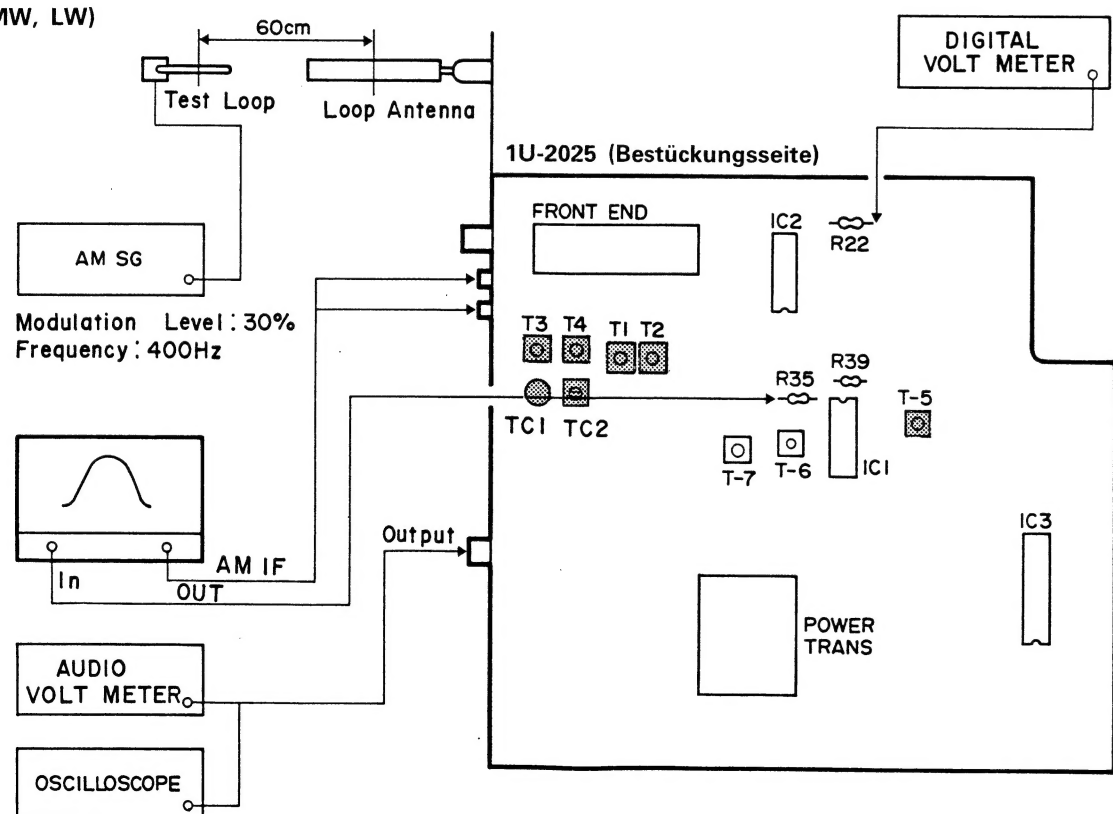 MW, LW)
60cm
Test Loop
Loop Antenna
DIGITAL
VOLT METER
1U-2025 (Bestückungsseite)
FRONT END
IC2
R22
AM SG
Modulation Level : 30%
Frequency : 400Hz
T3 T4 T1 T2
R35
R39
T-5
TC1 TC2
T-7
T-6
IC1
IC3
Output
In
OUT
AM IF
POWER
TRANS
AUDIO
VOLT METER
OSCILLOSCOPE